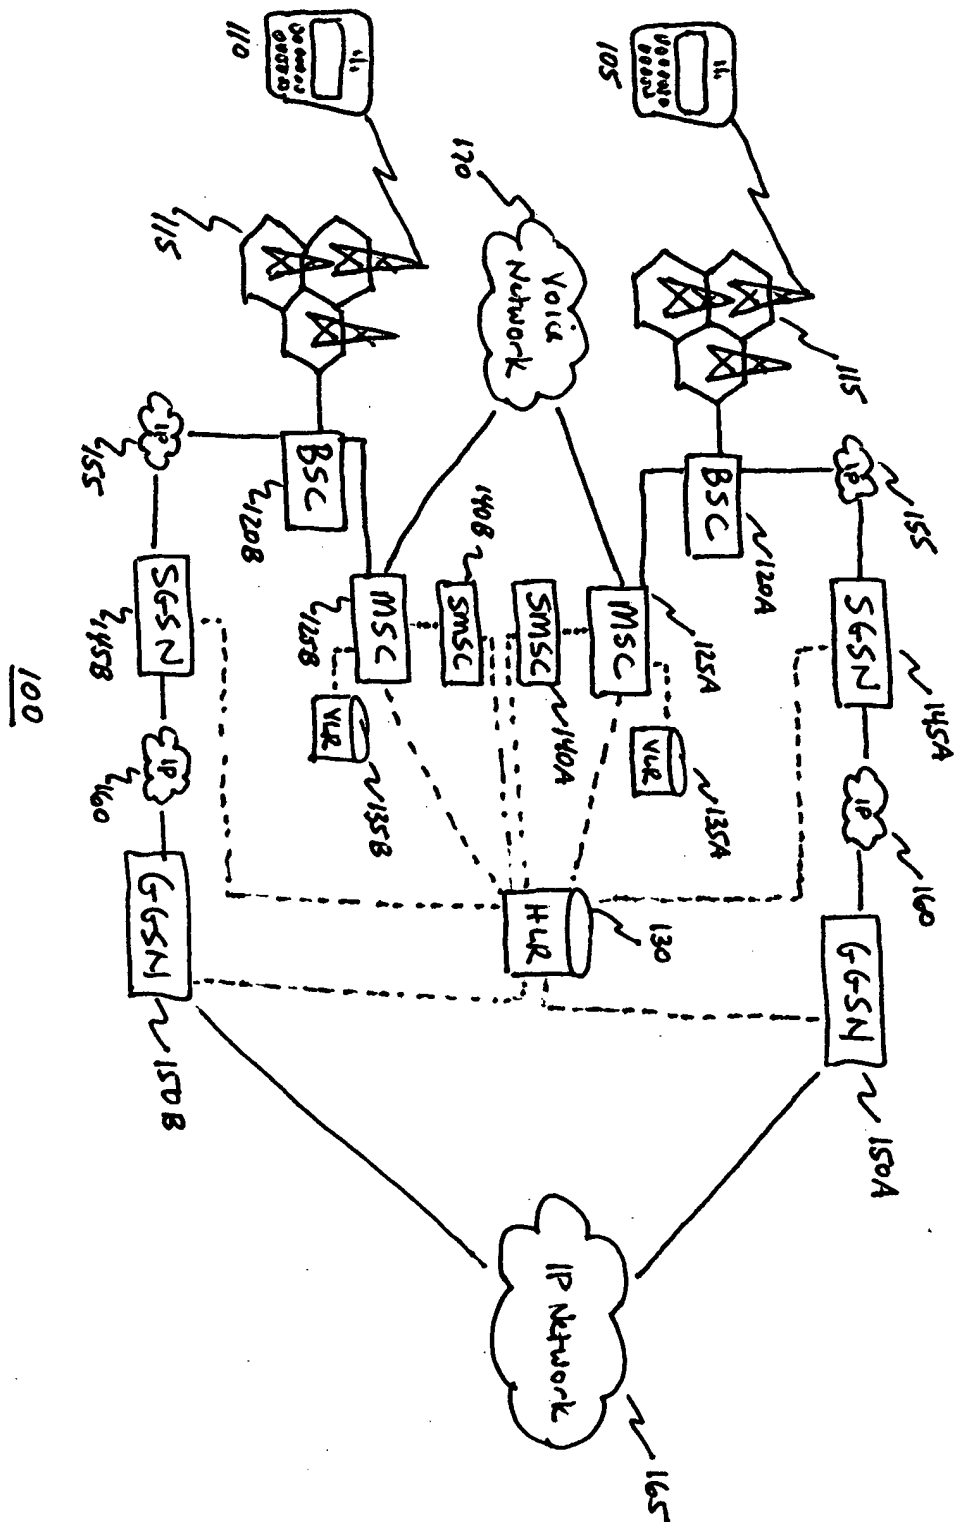 105
115
155
BSC
120A
IP
SGSN
145A
IP
160
GGSN
150A
MSC
125A
VLR
135A
SMSC
140A
170
Voice
Network
HLR
130
IP Network
165
140B
SMSC
MSC
125B
VLR
135B
110
115
BSC
120B
IP
155
SGSN
145B
IP
160
GGSN
150B
100